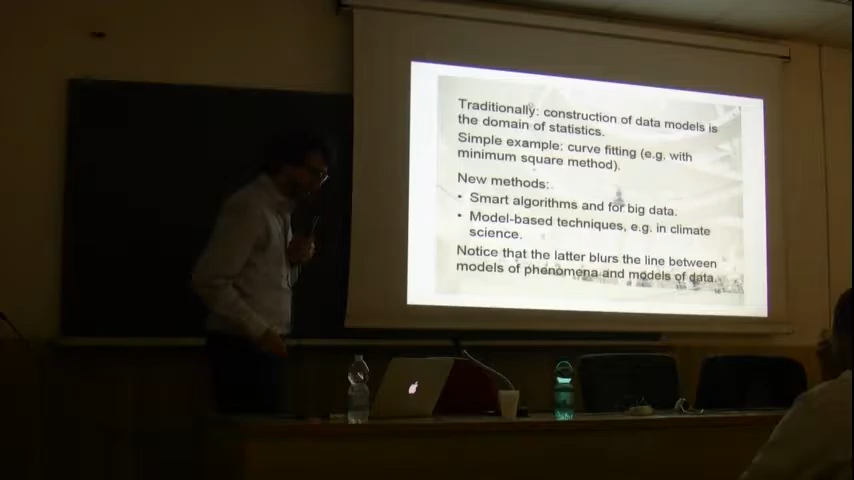 Traditionally: construction of data models is
the domain of statistics.
Simple example: curve fitting (e.g. with
minimum square method).
New methods:
• Smart algorithms and for big data.
• Model-based techniques, e.g. in climate
science.
Notice that the latter blurs the line between
models of phenomena and models of data.